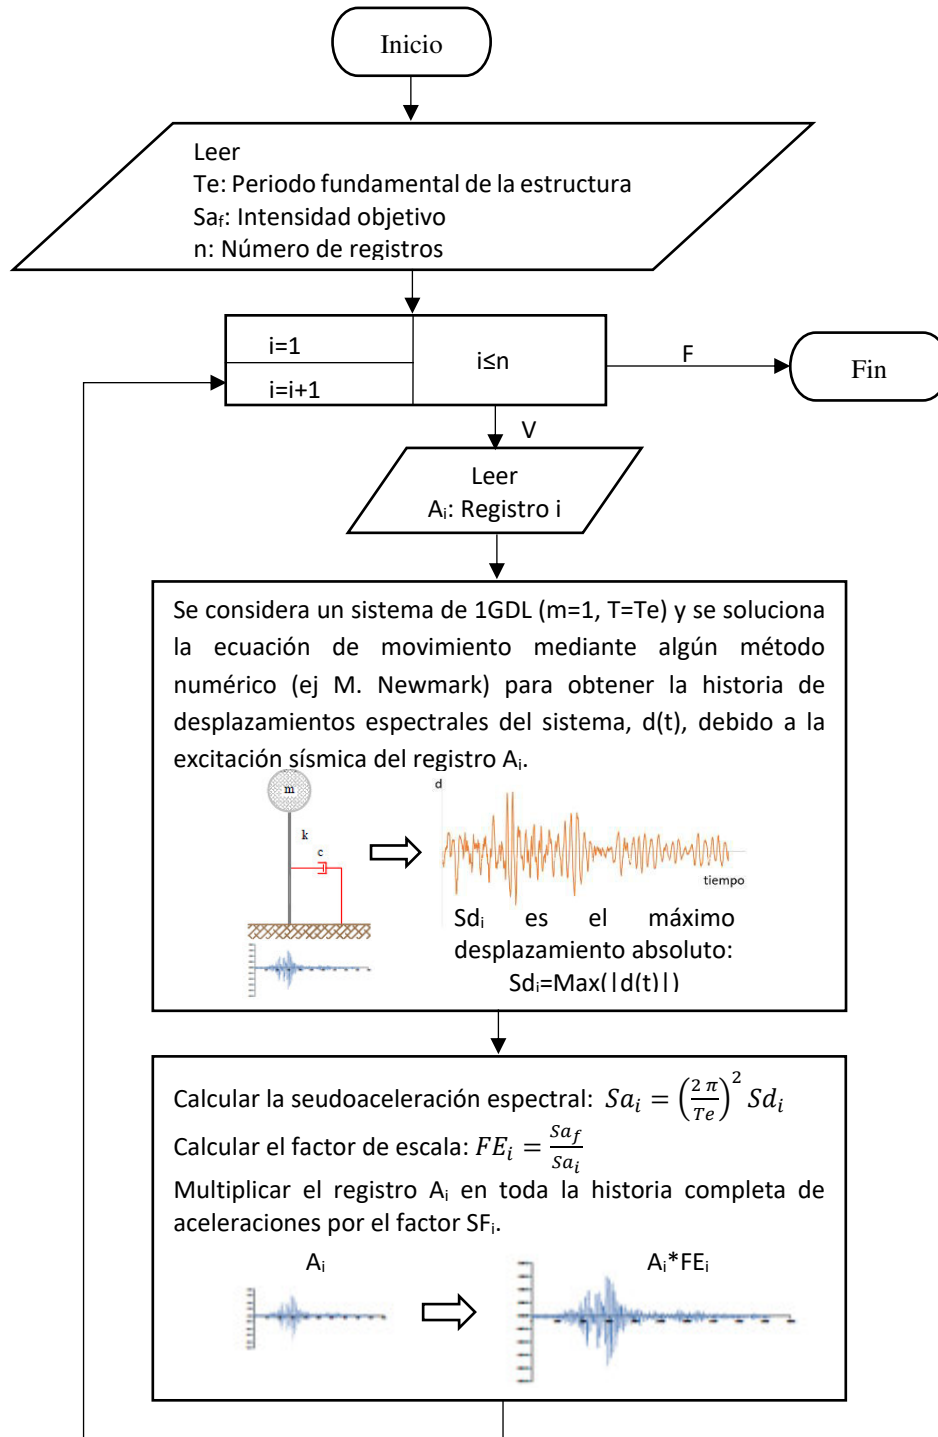 Inicio
Leer
Te: Periodo fundamental de la estructura
Saf: Intensidad objetivo
n: Número de registros
i=1
i=i+1
i≤n
F
Fin
V
Leer
Ai: Registro i
Se considera un sistema de 1GDL (m=1, T=Te) y se soluciona
la ecuación de movimiento mediante algún método
numérico (ej M. Newmark) para obtener la historia de
desplazamientos espectrales del sistema, d(t), debido a la
excitación sísmica del registro Ai.
m
k
c
d
tiempo
Sdi es el máximo
desplazamiento absoluto:
Sdi=Max(|d(t)|)
Calcular la seudoaceleración espectral: Sai = (2 π / Te)² Sdi
Calcular el factor de escala: FEi = Saf / Sai
Multiplicar el registro Ai en toda la historia completa de
aceleraciones por el factor SFi.
Ai
Ai*FEi